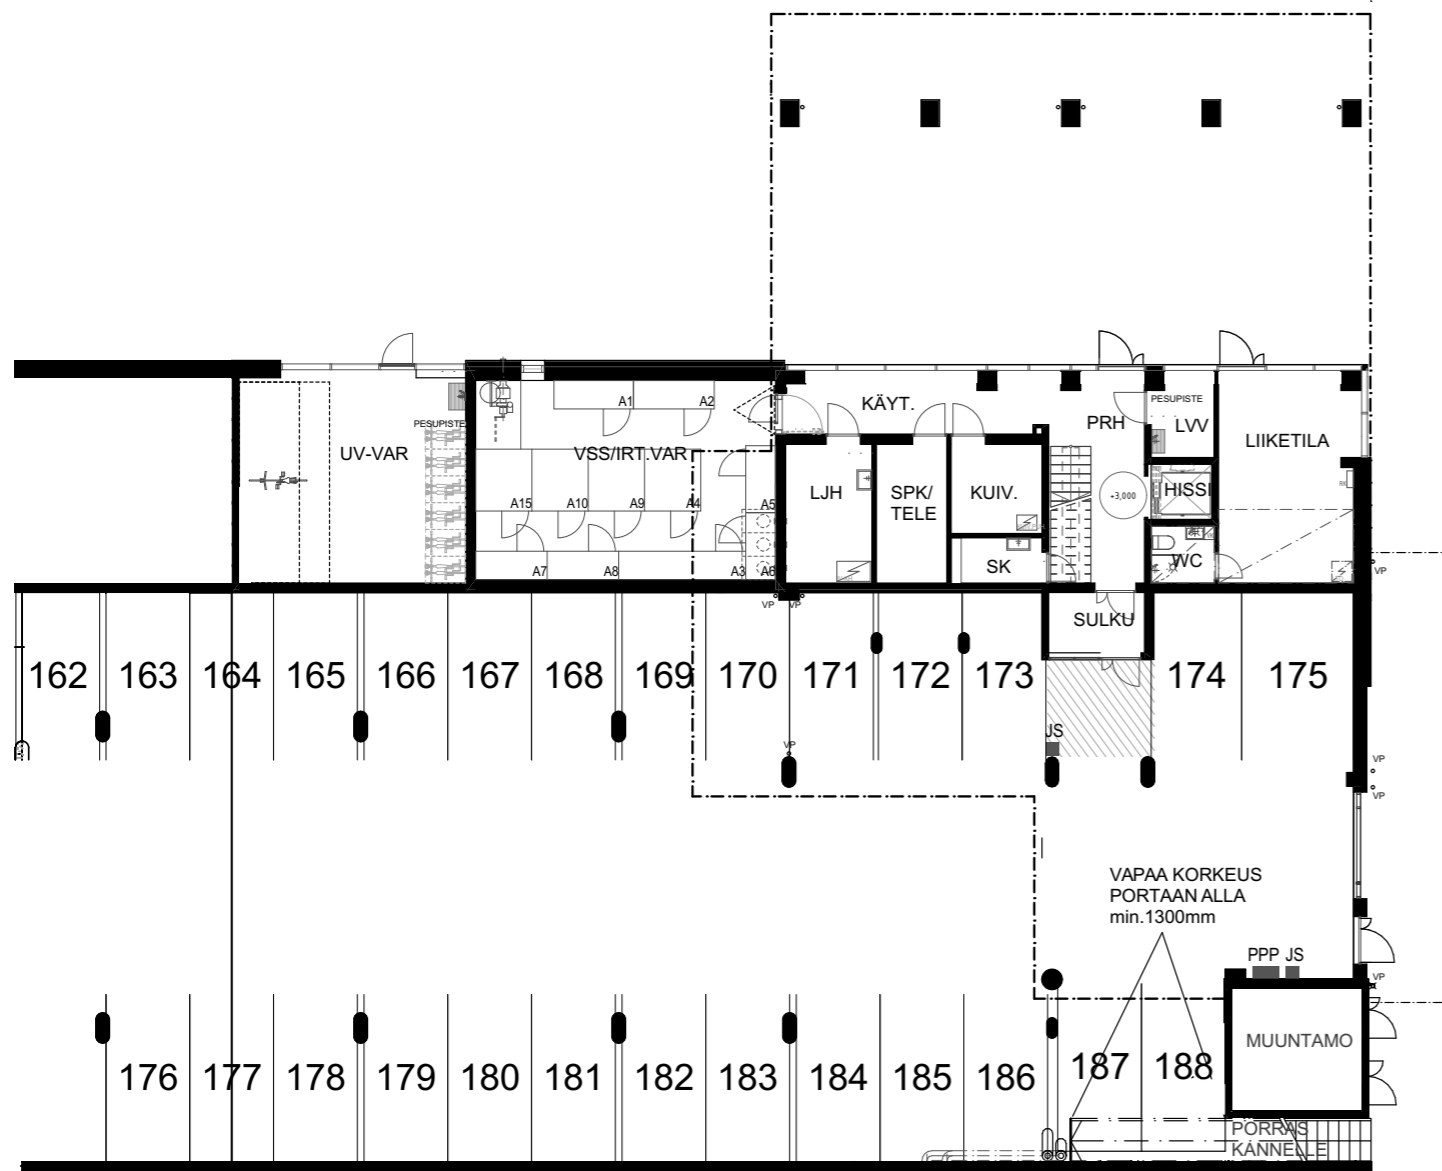 A1
A2
KÄYT.
PRH
PESUPISTE
LVV
LIIKETILA
PESUPISTE
UV-VAR
VSS/IRT.VAR
LJH
SPK/
TELE
KUIV.
+3,000
HISSI
A15
A10
A9
A4
A5
SK
WC
A7
A8
A3
A6
VP
VP
VP
SULKU
162
163
164
165
166
167
168
169
170
171
172
173
174
175
JS
VP
VP
VP
VAPAA KORKEUS
PORTAAN ALLA
min.1300mm
PPP
JS
VP
MUUNTAMO
176
177
178
179
180
181
182
183
184
185
186
187
188
PORRAS
KANNELLE